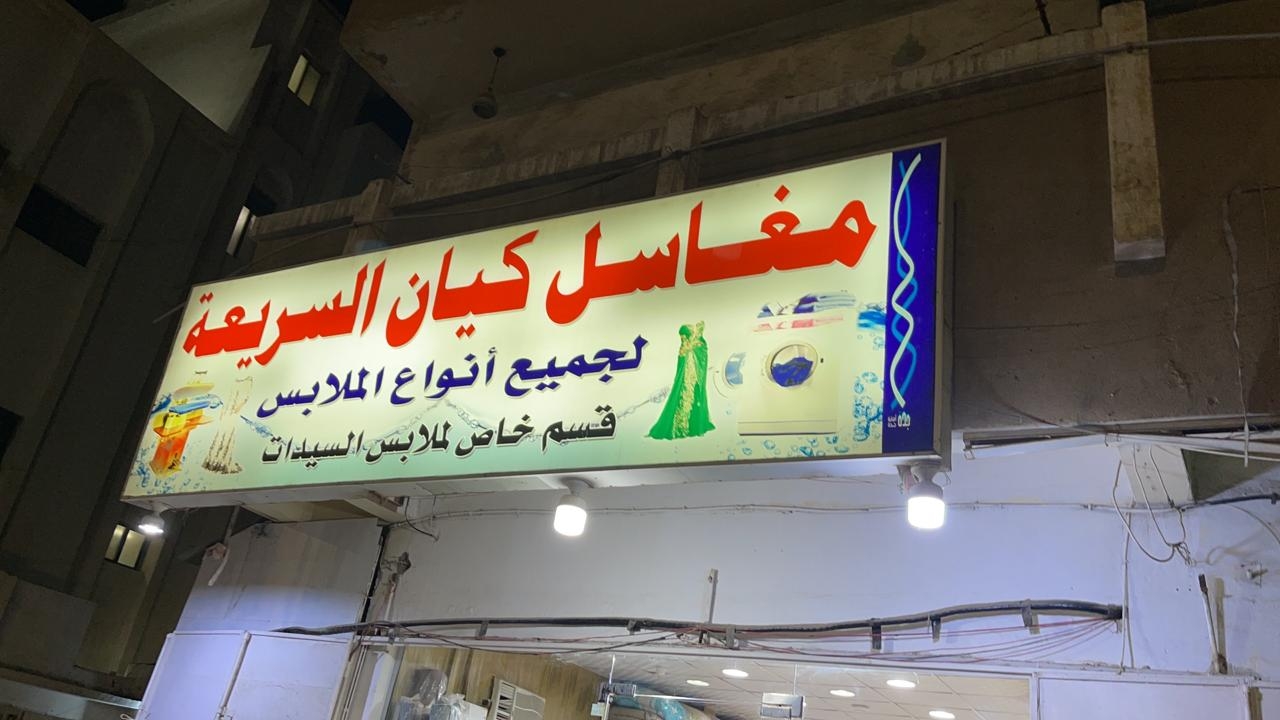 مغاسل كيان السريعة
لجميع أنواع الملابس
قسم خاص لملابس السيدات